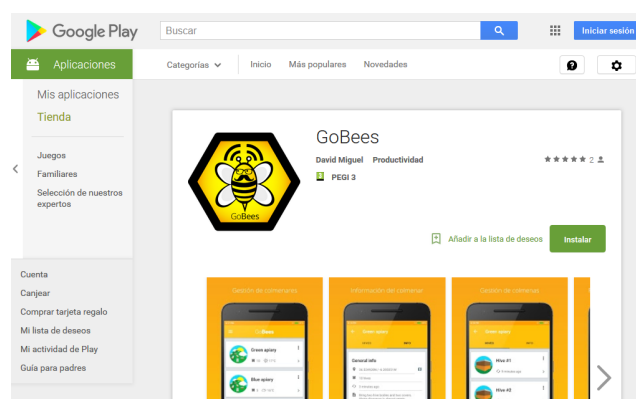 Google Play
Buscar
Iniciar sesión
Aplicaciones
Categorías
Inicio
Más populares
Novedades
Mis aplicaciones
Tienda
Juegos
Familiares
Selección de nuestros
expertos
Cuenta
Canjear
Comprar tarjeta regalo
Mi lista de deseos
Mi actividad de Play
Guía para padres
GoBees
GoBees
David Miguel Productividad
2
PEGI 3
Añadir a la lista de deseos
Instalar
Gestión de colmenares
GoBees
Green apiary
Blue apiary
Información del colmenar
Green apiary
General info
Gestión de colmenas
Green apiary
Hive #1
Hive #2